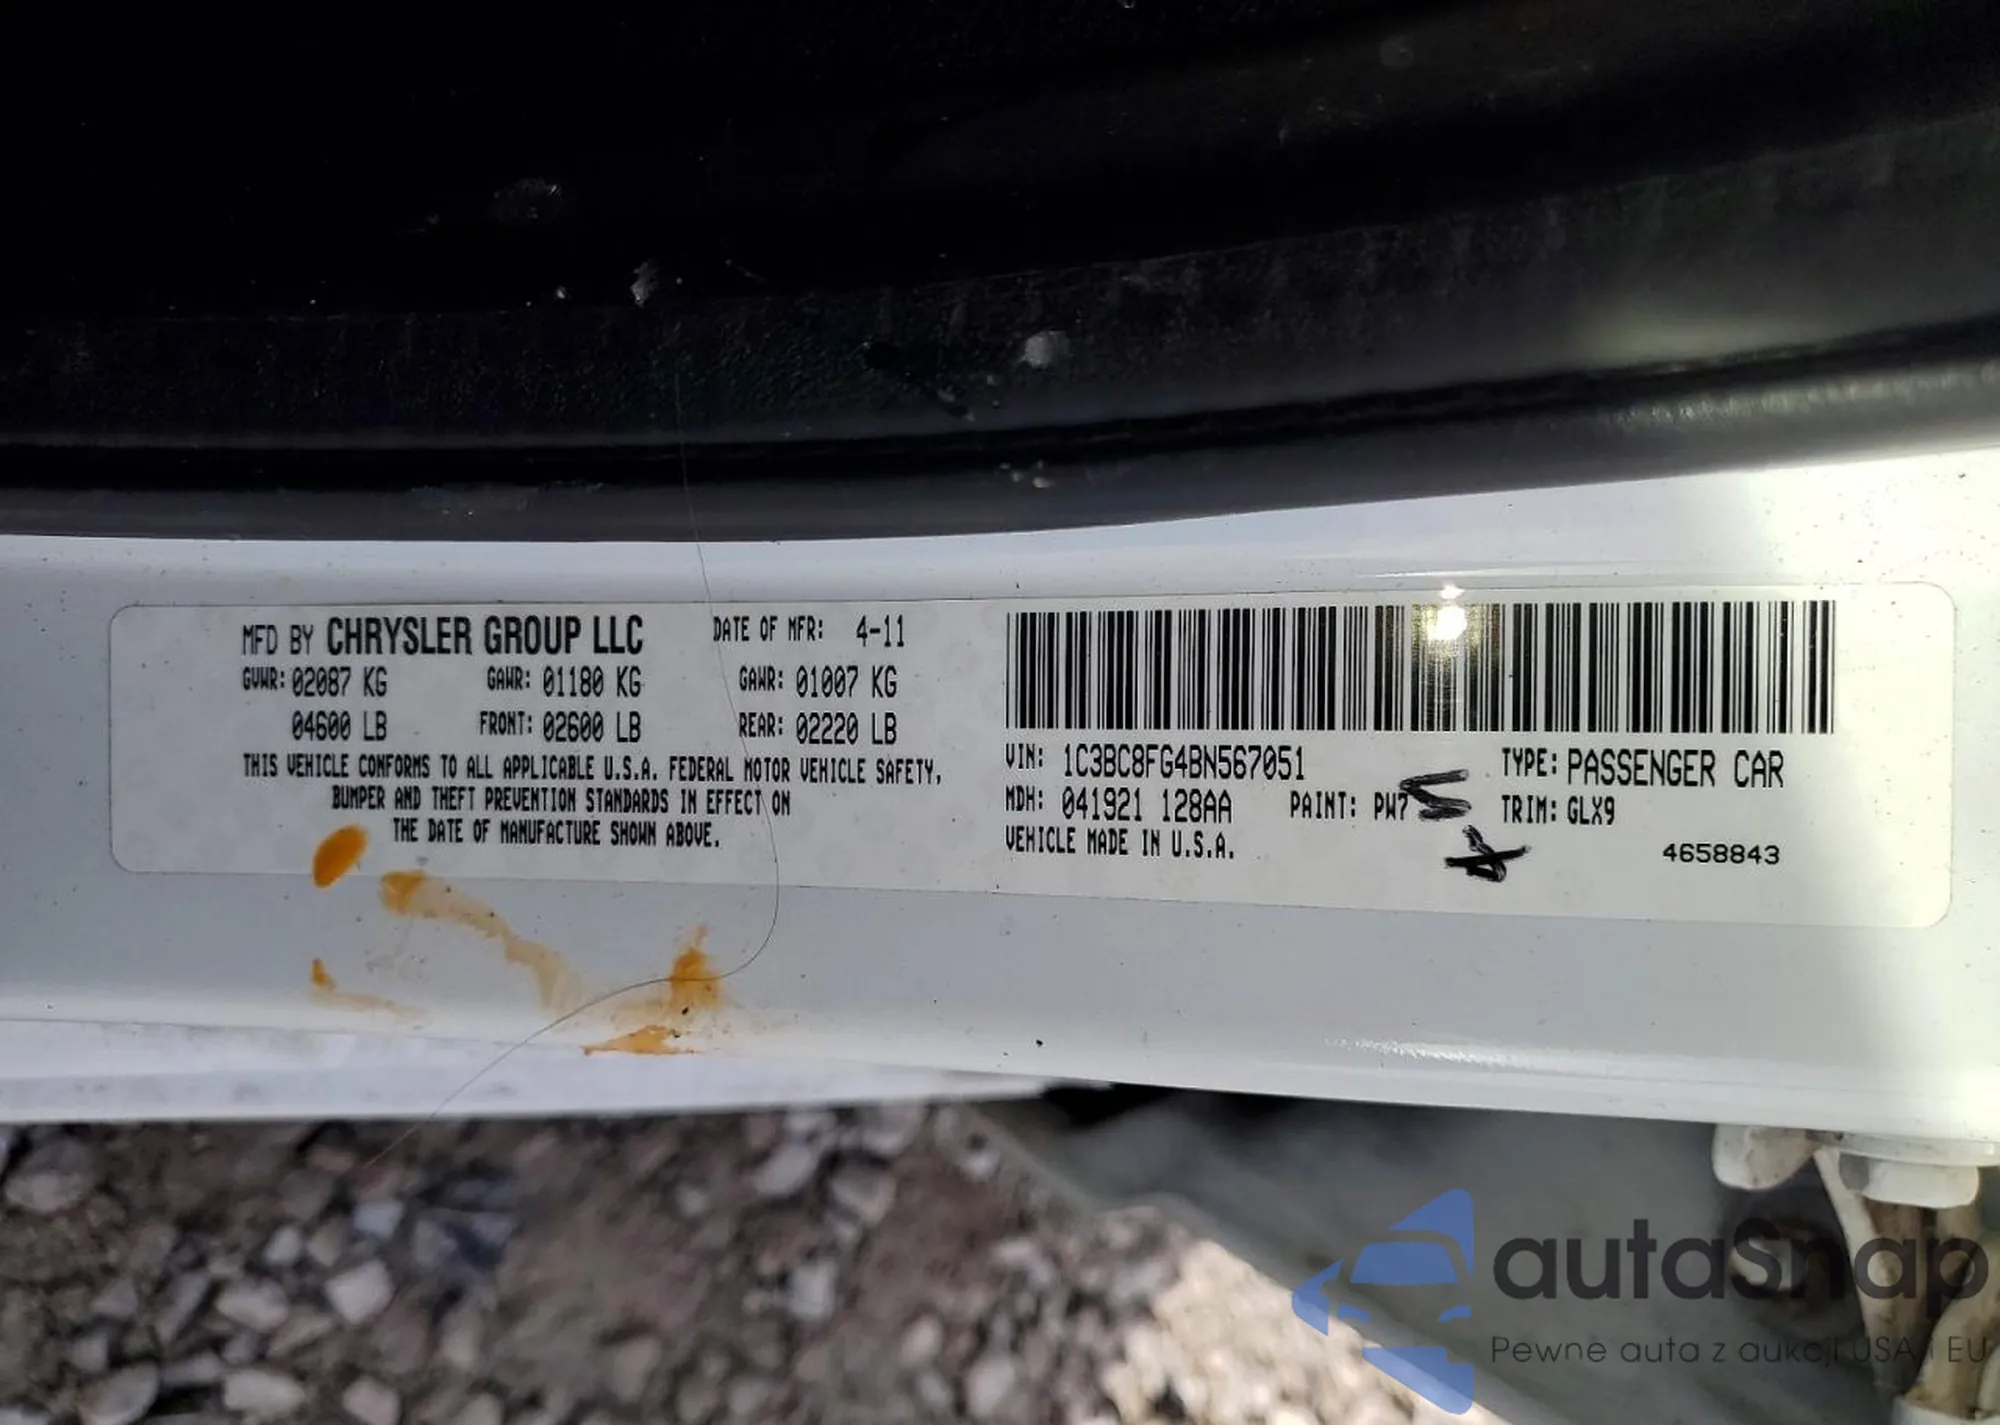 MFD BY CHRYSLER GROUP LLC DATE OF MFR: 4-11
GVWR: 02087 KG GAWR: 01180 KG GAWR: 01007 KG
04600 LB FRONT: 02600 LB REAR: 02220 LB
THIS VEHICLE CONFORMS TO ALL APPLICABLE U.S.A. FEDERAL MOTOR VEHICLE SAFETY,
BUMPER AND THEFT PREVENTION STANDARDS IN EFFECT ON
THE DATE OF MANUFACTURE SHOWN ABOVE.
VIN: 1C3BC8FG4BN567051 TYPE: PASSENGER CAR
MDH: 041921 128AA PAINT: PW7 TRIM: GLX9
VEHICLE MADE IN U.S.A.
4658843
autaSnap
Pewne auta z aukcji USA i EU